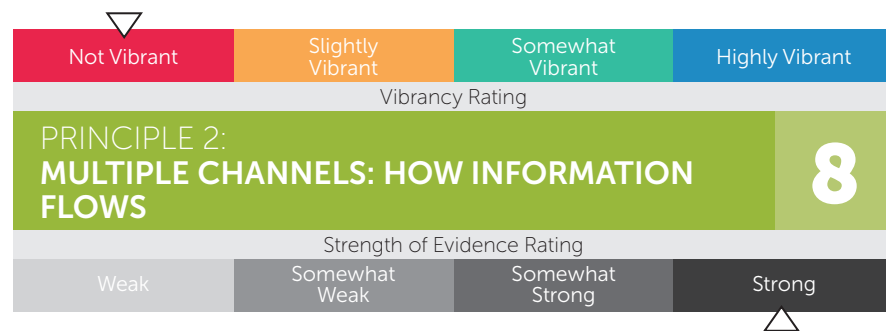 Not Vibrant
Slightly
Vibrant
Somewhat
Vibrant
Highly Vibrant
Vibrancy Rating
PRINCIPLE 2:
MULTIPLE CHANNELS: HOW INFORMATION
FLOWS
8
Strength of Evidence Rating
Weak
Somewhat
Weak
Somewhat
Strong
Strong